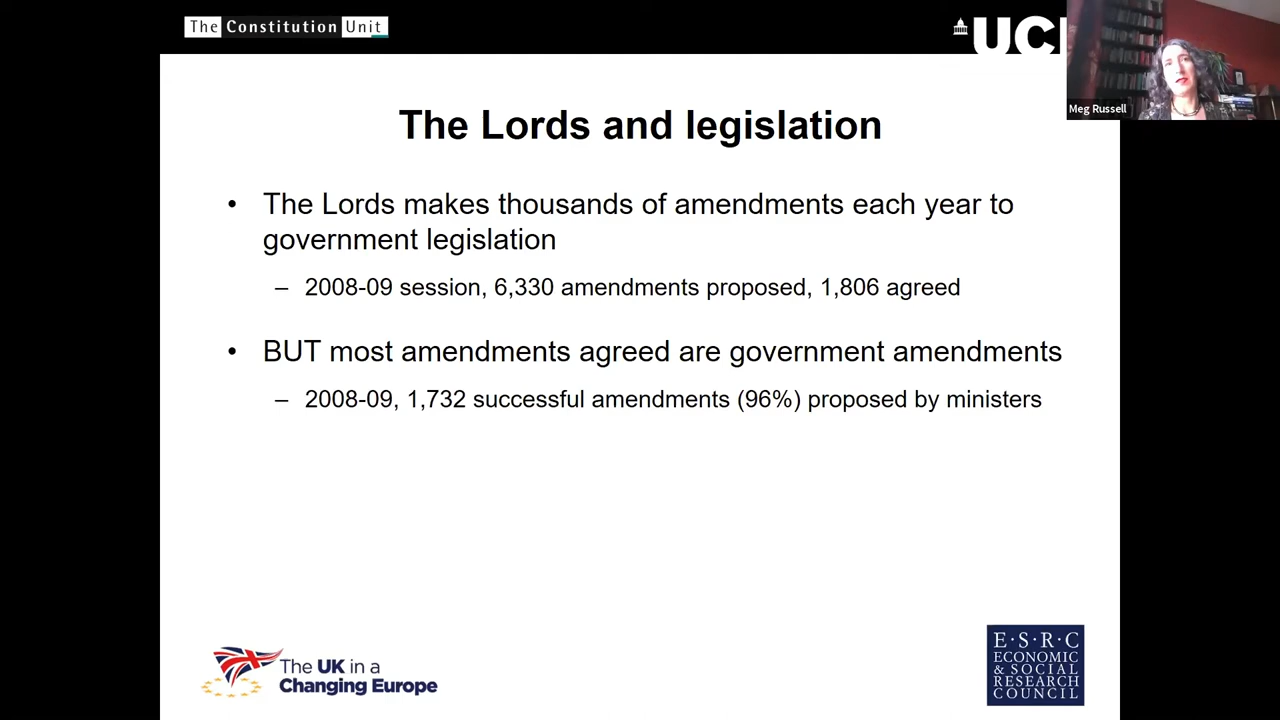 The Constitution Unit
UCL
Meg Russell
The Lords and legislation
• The Lords makes thousands of amendments each year to
government legislation
– 2008-09 session, 6,330 amendments proposed, 1,806 agreed
• BUT most amendments agreed are government amendments
– 2008-09, 1,732 successful amendments (96%) proposed by ministers
The UK in a
Changing Europe
E·S·R·C
ECONOMIC
& SOCIAL
RESEARCH
COUNCIL